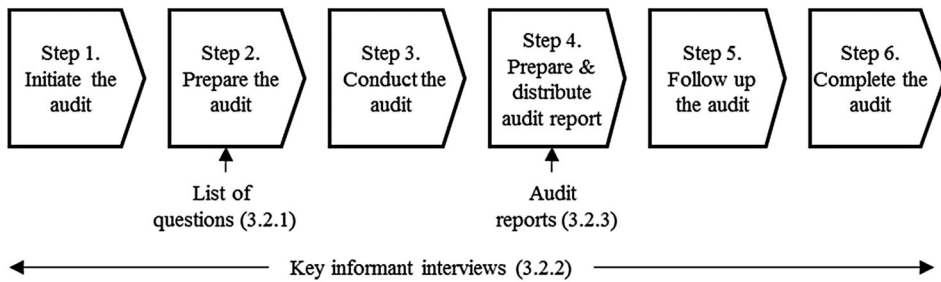 Step 1.
Initiate the
audit
Step 2.
Prepare the
audit
Step 3.
Conduct the
audit
Step 4.
Prepare &
distribute
audit report
Step 5.
Follow up
the audit
Step 6.
Complete the
audit
List of
questions (3.2.1)
Audit
reports (3.2.3)
Key informant interviews (3.2.2)